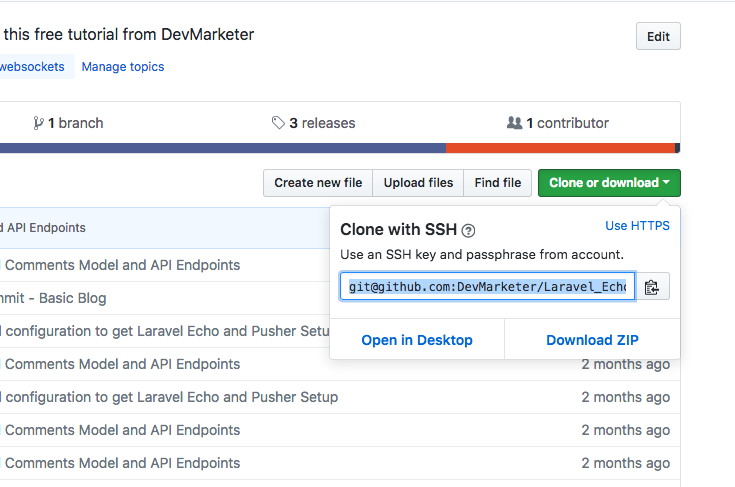 this free tutorial from DevMarketer
Edit
websockets Manage topics
1 branch 3 releases 1 contributor
Create new file Upload files Find file Clone or download
API Endpoints
Clone with SSH Use HTTPS
Use an SSH key and passphrase from account.
git@github.com:DevMarketer/Laravel_Echo
Open in Desktop Download ZIP
Comments Model and API Endpoints
- Basic Blog
configuration to get Laravel Echo and Pusher Setu
Comments Model and API Endpoints 2 months ago
configuration to get Laravel Echo and Pusher Setup 2 months ago
Comments Model and API Endpoints 2 months ago
Comments Model and API Endpoints 2 months ago